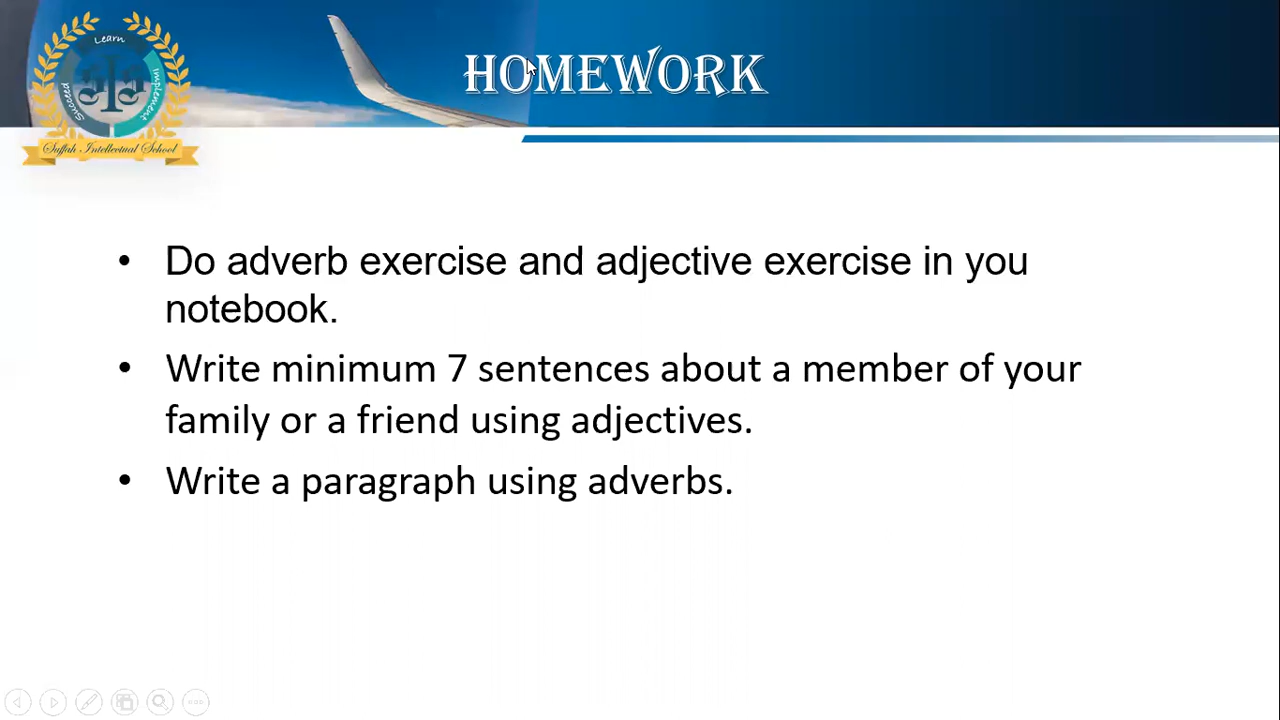 Learn
Implement
Succeed
Suffah Intellectual School
HOMEWORK
• Do adverb exercise and adjective exercise in you
notebook.
• Write minimum 7 sentences about a member of your
family or a friend using adjectives.
• Write a paragraph using adverbs.